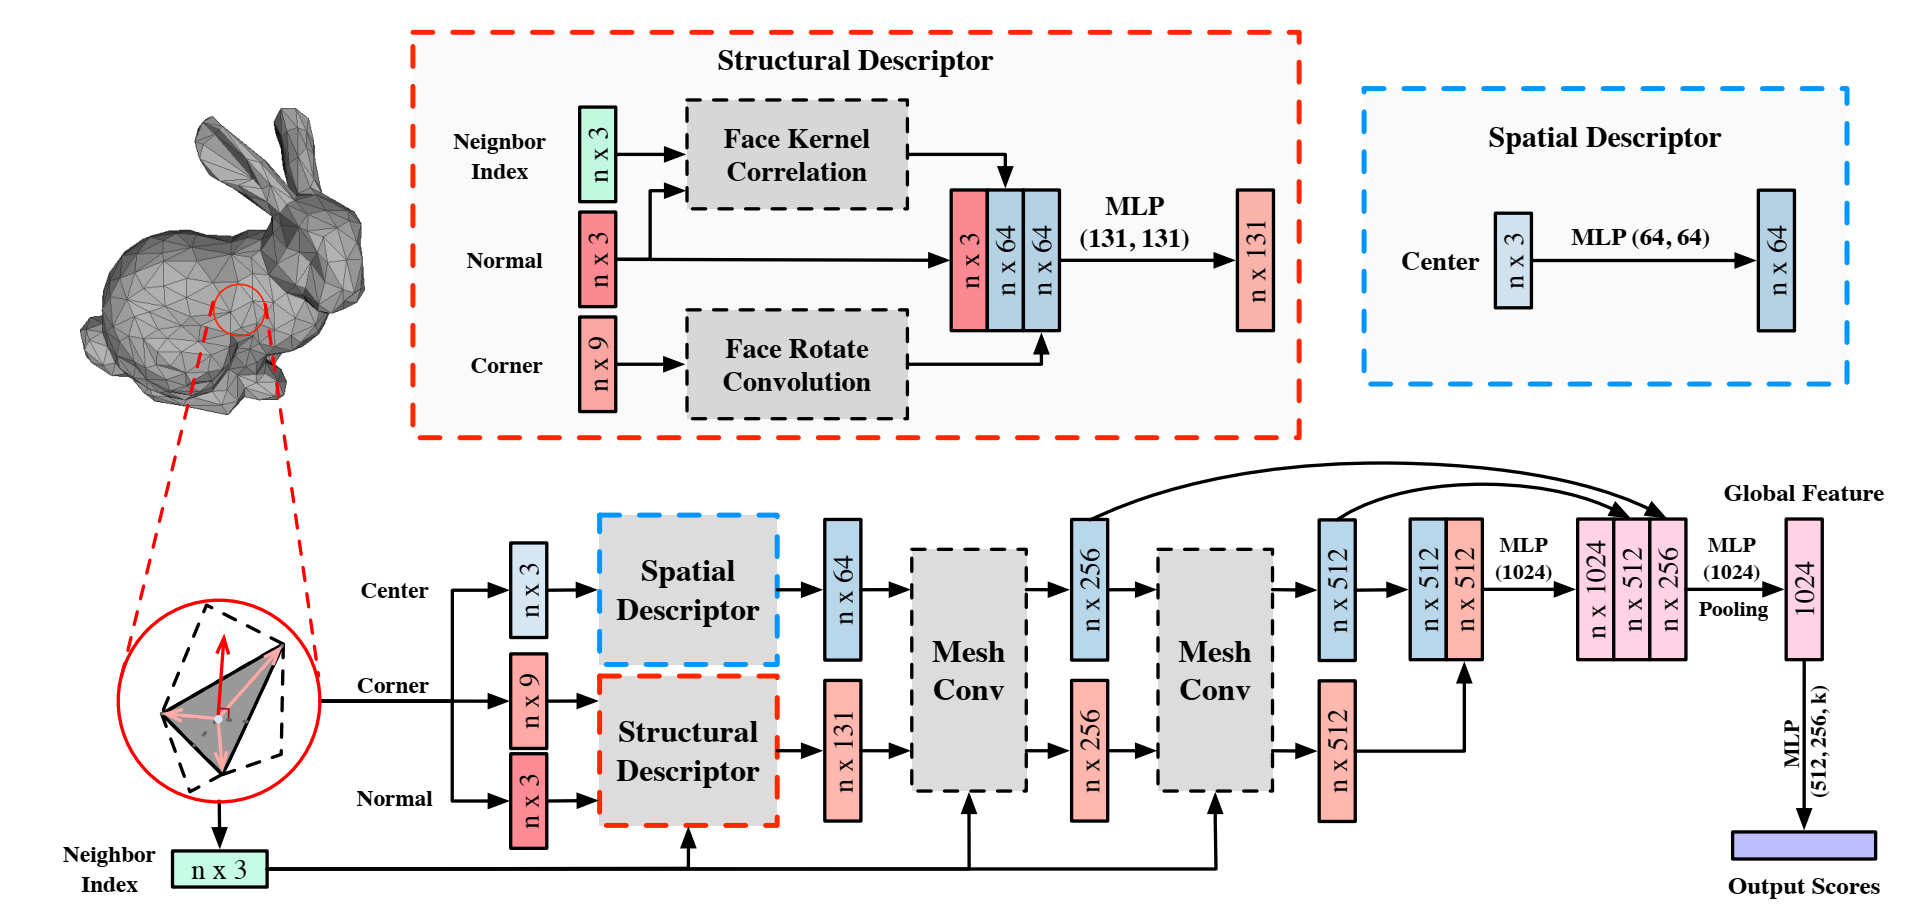 Structural Descriptor
Neignbor
Index
n x 3
Face Kernel
Correlation
Normal
n x 3
n x 3
n x 64
n x 64
MLP
(131, 131)
n x 131
Corner
n x 9
Face Rotate
Convolution
Spatial Descriptor
Center
n x 3
MLP (64, 64)
n x 64
Center
n x 3
Spatial
Descriptor
n x 64
Corner
n x 9
Normal
n x 3
Structural
Descriptor
n x 131
Mesh
Conv
n x 256
n x 256
Mesh
Conv
n x 512
n x 512
n x 512
n x 512
MLP
(1024)
n x 1024
n x 512
n x 256
MLP
(1024)
Pooling
Global Feature
1024
MLP
(512, 256, k)
Output Scores
Neighbor
Index
n x 3